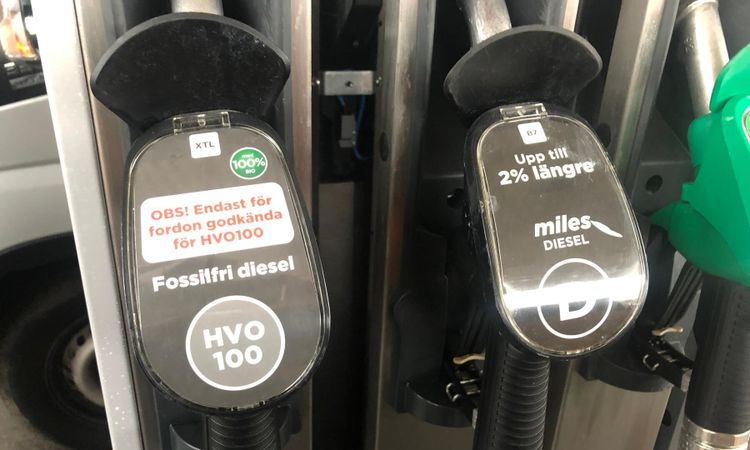 XTL
100%
BIO
OBS! Endast för
fordon godkända
för HVO100
Fossilfri diesel
HVO
100
B7
Upp till
2% längre
miles
DIESEL
D